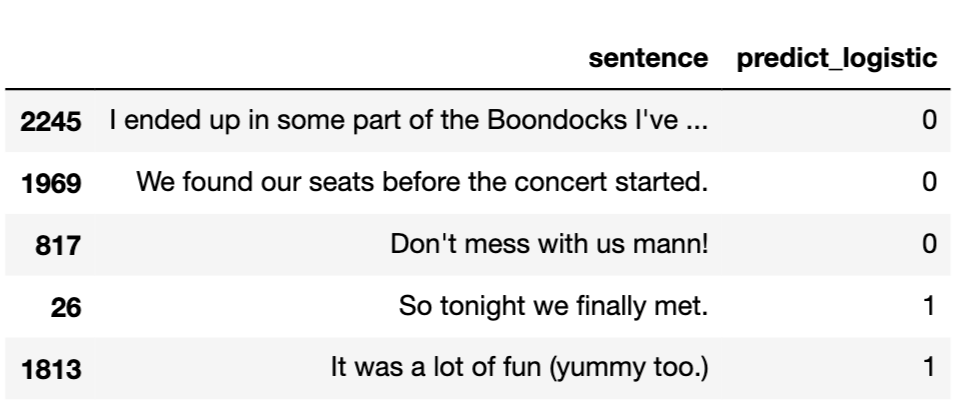 sentence predict_logistic
2245 I ended up in some part of the Boondocks I've ... 0
1969 We found our seats before the concert started. 0
817 Don't mess with us mann! 0
26 So tonight we finally met. 1
1813 It was a lot of fun (yummy too.) 1